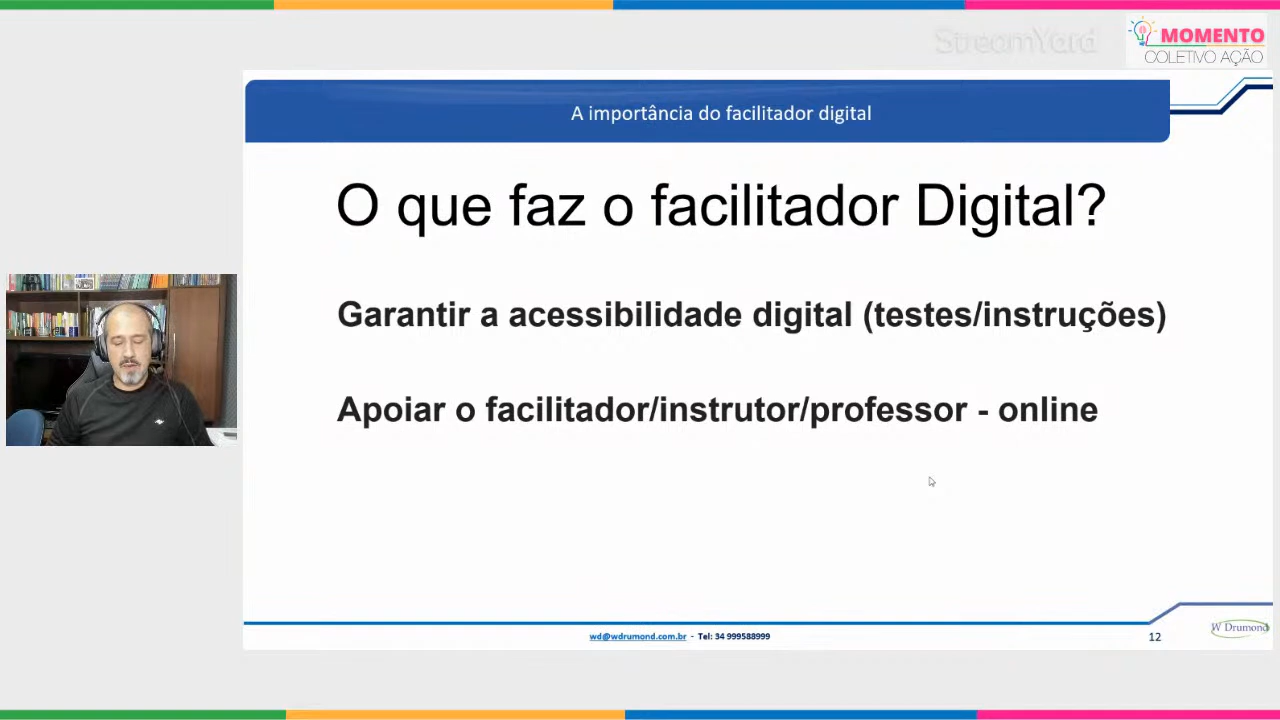 StreamYard
MOMENTO
COLETIVO AÇÃO
A importância do facilitador digital
O que faz o facilitador Digital?
Garantir a acessibilidade digital (testes/instruções)
Apoiar o facilitador/instrutor/professor - online
wd@wdrumond.com.br - Tel: 34 999588999
12
W Drumond